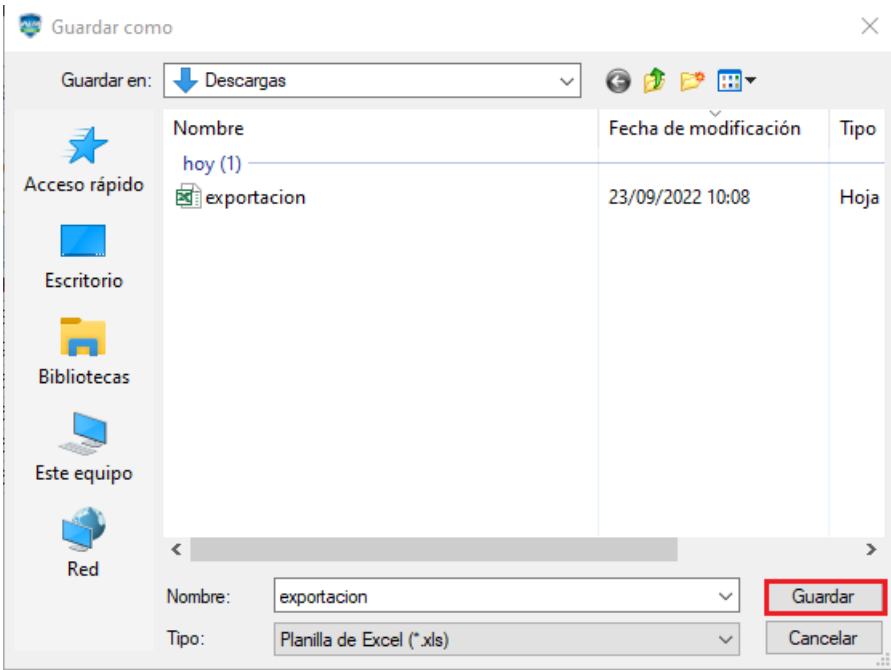 Guardar como
Guardar en: Descargas
Nombre Fecha de modificación Tipo
hoy (1)
exportacion 23/09/2022 10:08 Hoja
Acceso rápido
Escritorio
Bibliotecas
Este equipo
Red
Nombre: exportacion Guardar
Tipo: Planilla de Excel (*.xls) Cancelar